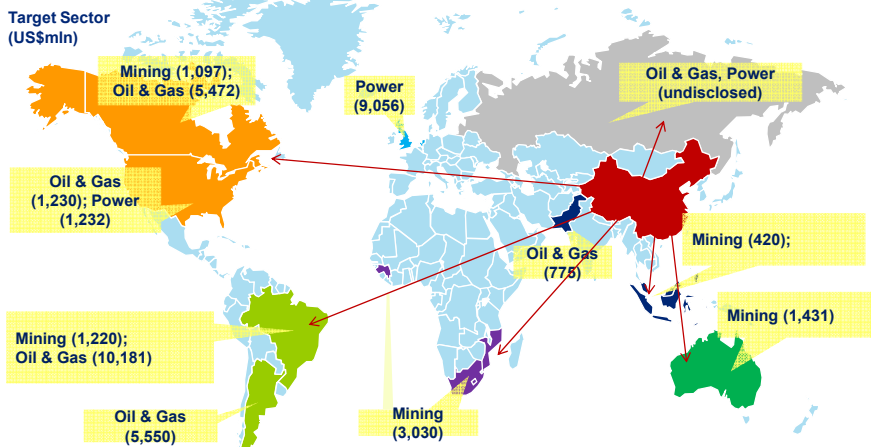 Target Sector
(US$mln)
Mining (1,097);
Oil & Gas (5,472)
Power
(9,056)
Oil & Gas, Power
(undisclosed)
Oil & Gas
(1,230); Power
(1,232)
Oil & Gas
(775)
Mining (420);
Mining (1,431)
Mining (1,220);
Oil & Gas (10,181)
Oil & Gas
(5,550)
Mining
(3,030)